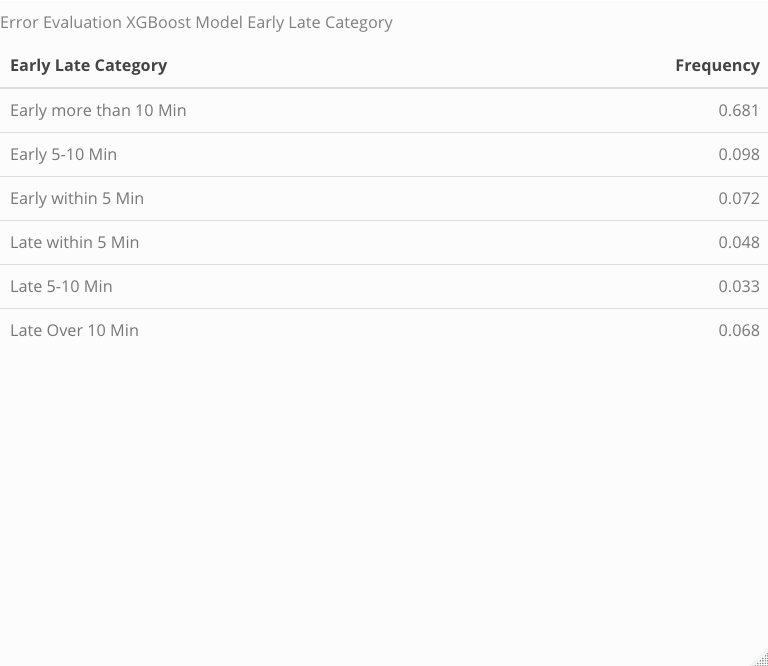 Error Evaluation XGBoost Model Early Late Category
Early Late Category Frequency
Early more than 10 Min 0.681
Early 5-10 Min 0.098
Early within 5 Min 0.072
Late within 5 Min 0.048
Late 5-10 Min 0.033
Late Over 10 Min 0.068